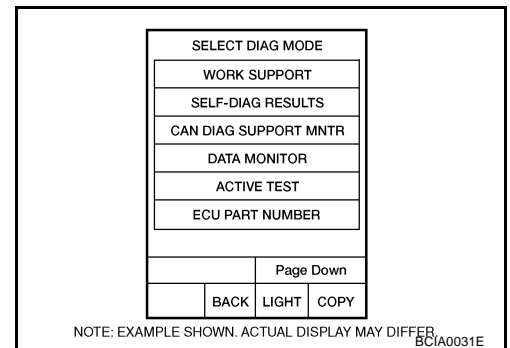 SELECT DIAG MODE
WORK SUPPORT
SELF-DIAG RESULTS
CAN DIAG SUPPORT MNTR
DATA MONITOR
ACTIVE TEST
ECU PART NUMBER
Page Down
BACK LIGHT COPY
NOTE: EXAMPLE SHOWN. ACTUAL DISPLAY MAY DIFFER.
BCIA0031E